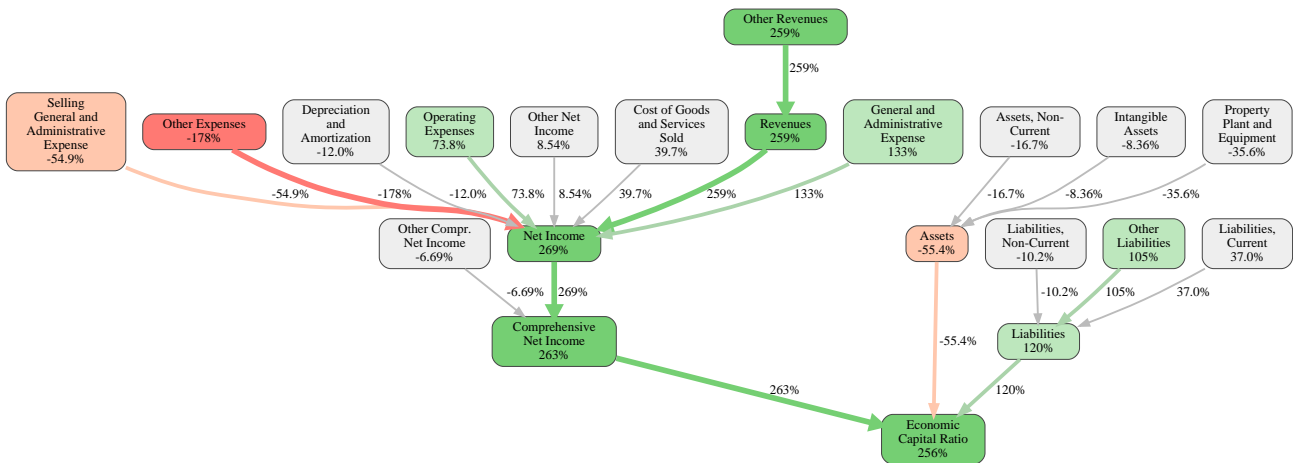 Other Revenues
259%
259%
Selling
General and
Administrative
Expense
-54.9%
Other Expenses
-178%
Depreciation
and
Amortization
-12.0%
Operating
Expenses
73.8%
Other Net
Income
8.54%
Cost of Goods
and Services
Sold
39.7%
Revenues
259%
General and
Administrative
Expense
133%
Assets, Non-
Current
-16.7%
Intangible
Assets
-8.36%
Property
Plant and
Equipment
-35.6%
-54.9%
-178%
-12.0%
73.8%
8.54%
39.7%
259%
133%
-16.7%
-8.36%
-35.6%
Other Compr.
Net Income
-6.69%
Net Income
269%
Assets
-55.4%
Liabilities,
Non-Current
-10.2%
Other
Liabilities
105%
Liabilities,
Current
37.0%
-6.69%
269%
-10.2%
105%
37.0%
Comprehensive
Net Income
263%
-55.4%
Liabilities
120%
263%
120%
Economic
Capital Ratio
256%